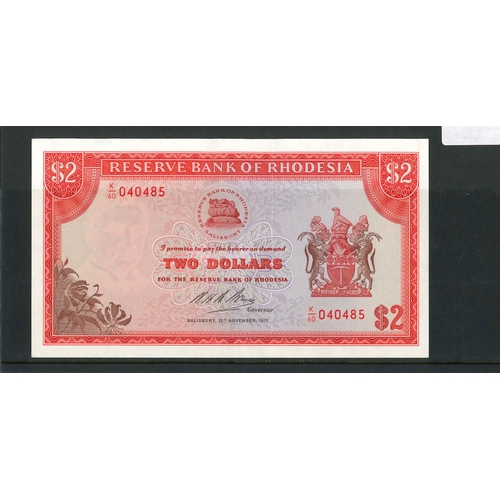 RESERVE BANK OF RHODESIA
$2
$2
K/60 040485
RESERVE BANK OF RHODESIA
SALISBURY
I promise to pay the bearer on demand
TWO DOLLARS
FOR THE RESERVE BANK OF RHODESIA
Governor
K/60 040485
$2
SALISBURY, 15TH NOVEMBER, 1971